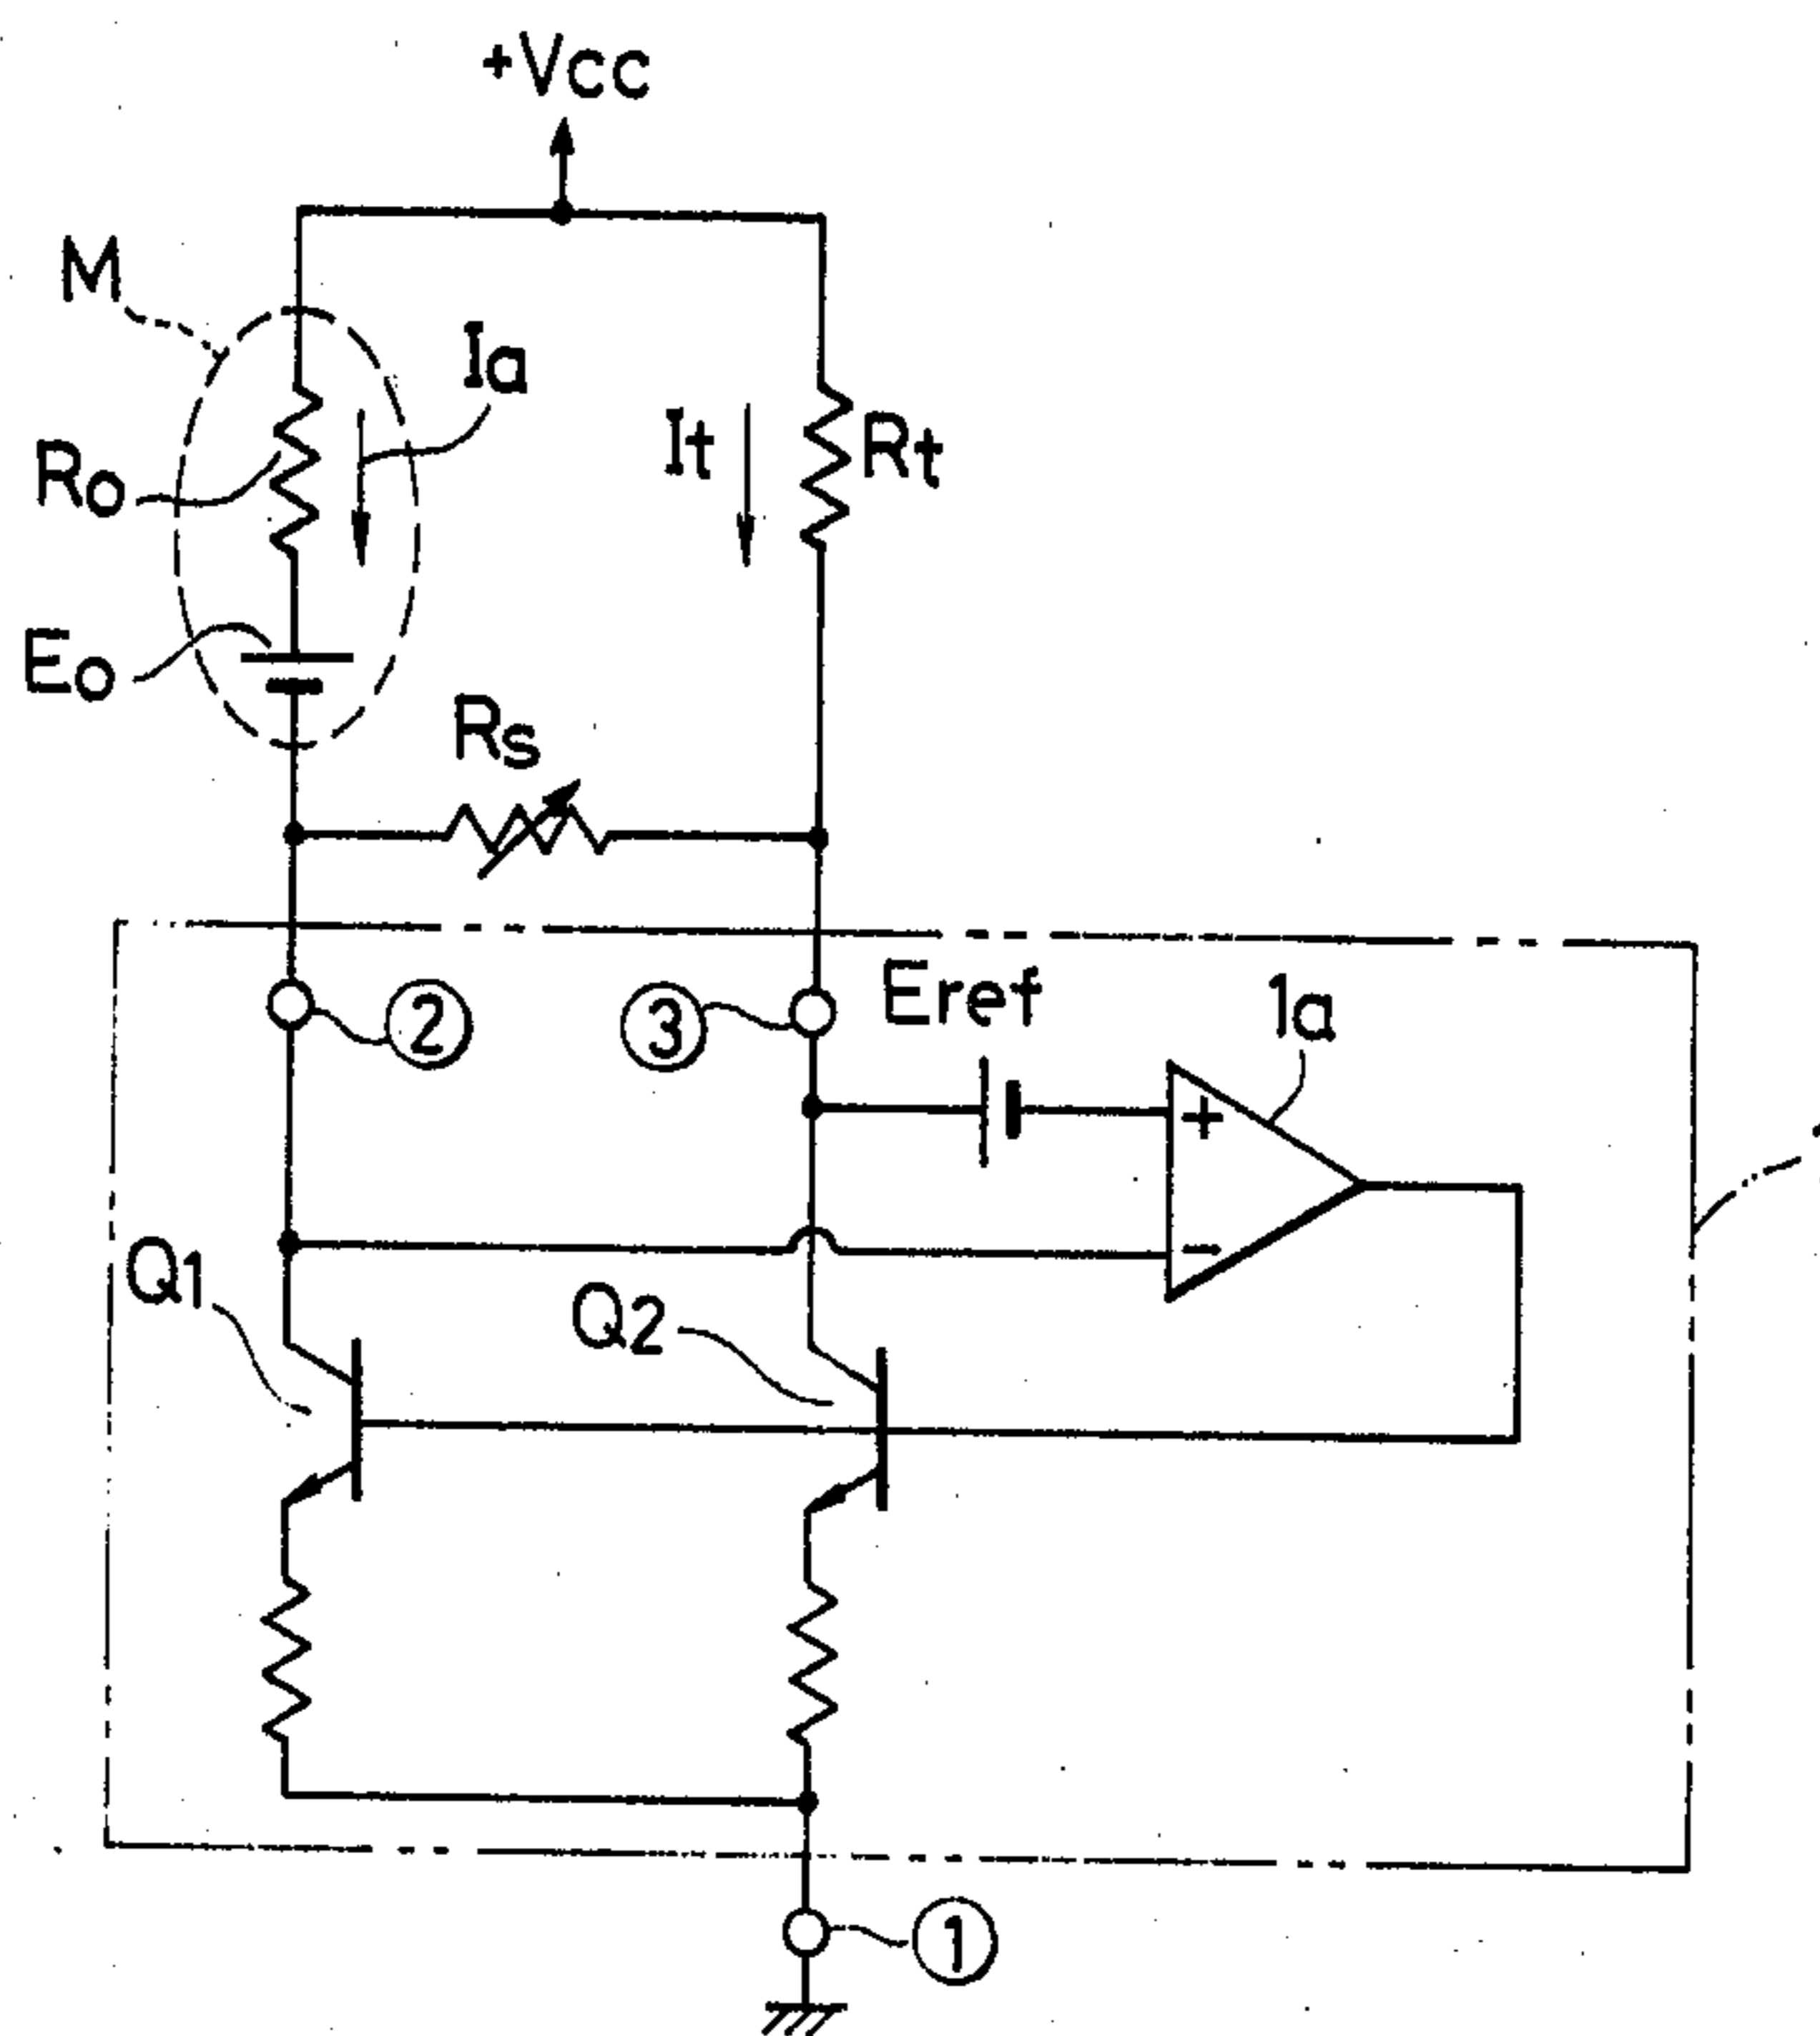 +Vcc
M
Ia
It
Rt
Ro
Eo
Rs
②
③
Eref
1a
+
−
Q1
Q2
①